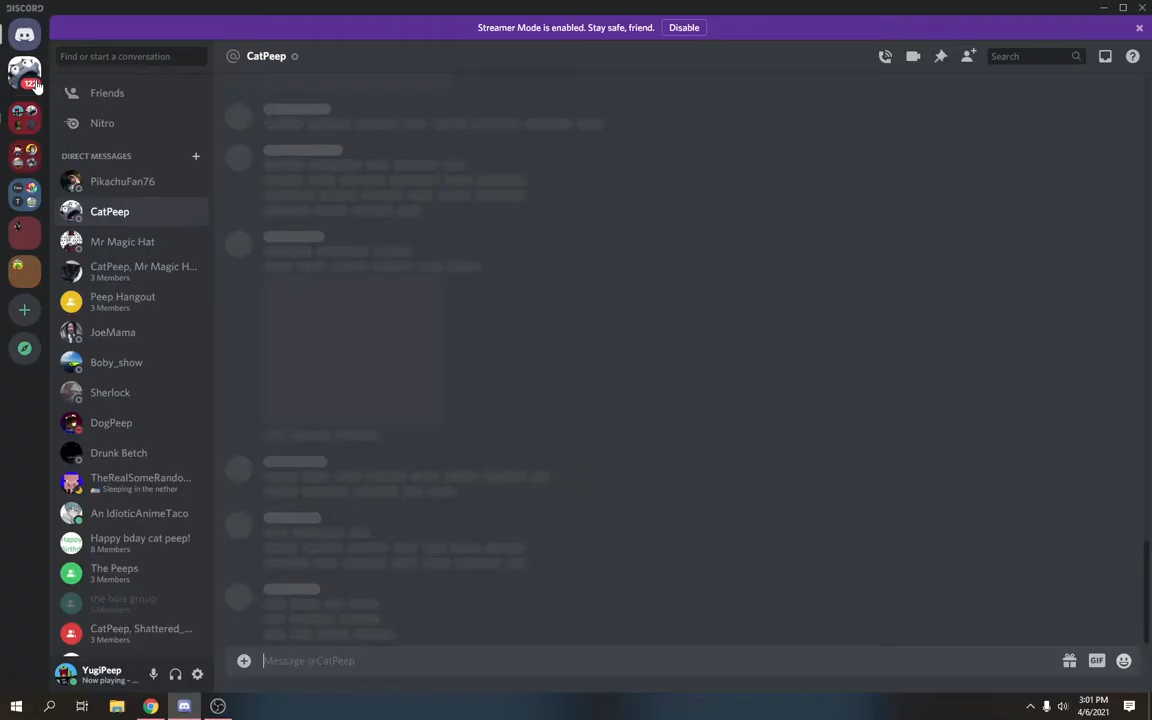 DISCORD
Streamer Mode is enabled. Stay safe, friend.
Disable
Find or start a conversation
CatPeep
Search
Friends
Nitro
DIRECT MESSAGES
PikachuFan76
CatPeep
Mr Magic Hat
CatPeep, Mr Magic H...
3 Members
Peep Hangout
3 Members
JoeMama
Boby_show
Sherlock
DogPeep
Drunk Betch
TheRealSomeRando...
Sleeping in the nether
An IdioticAnimeTaco
Happy bday cat peep!
8 Members
The Peeps
3 Members
the bois group
5 Members
CatPeep, Shattered_...
3 Members
YugiPeep
Now playing - ...
Message @CatPeep
GIF
3:01 PM
4/6/2021